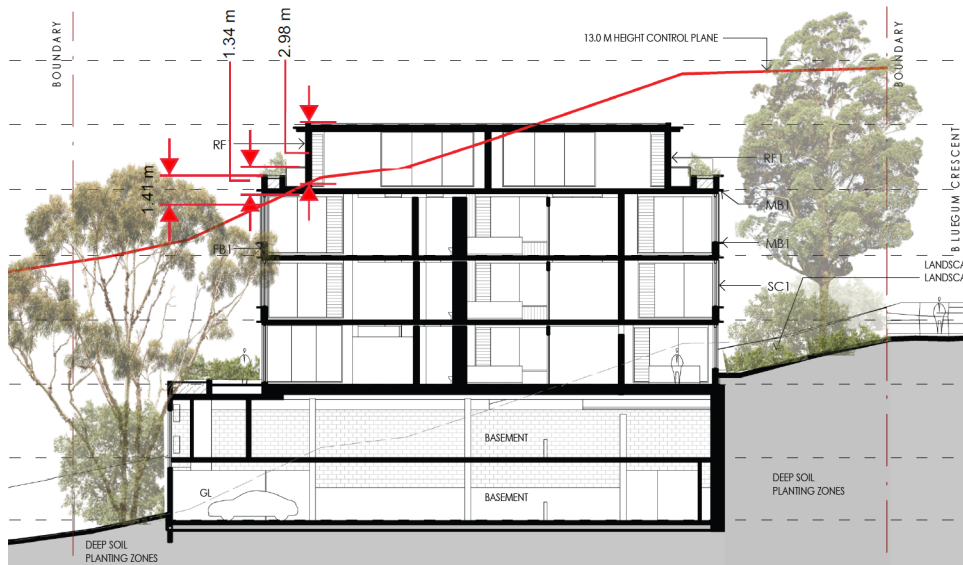 BOUNDARY
1.34 m
2.98 m
13.0 M HEIGHT CONTROL PLANE
BOUNDARY
RF
RF1
1.41 m
MB1
FB1
MB1
BLUEGUM CRESCENT
LANDSCA
LANDSCA
SC1
BASEMENT
GL
BASEMENT
DEEP SOIL
PLANTING ZONES
DEEP SOIL
PLANTING ZONES